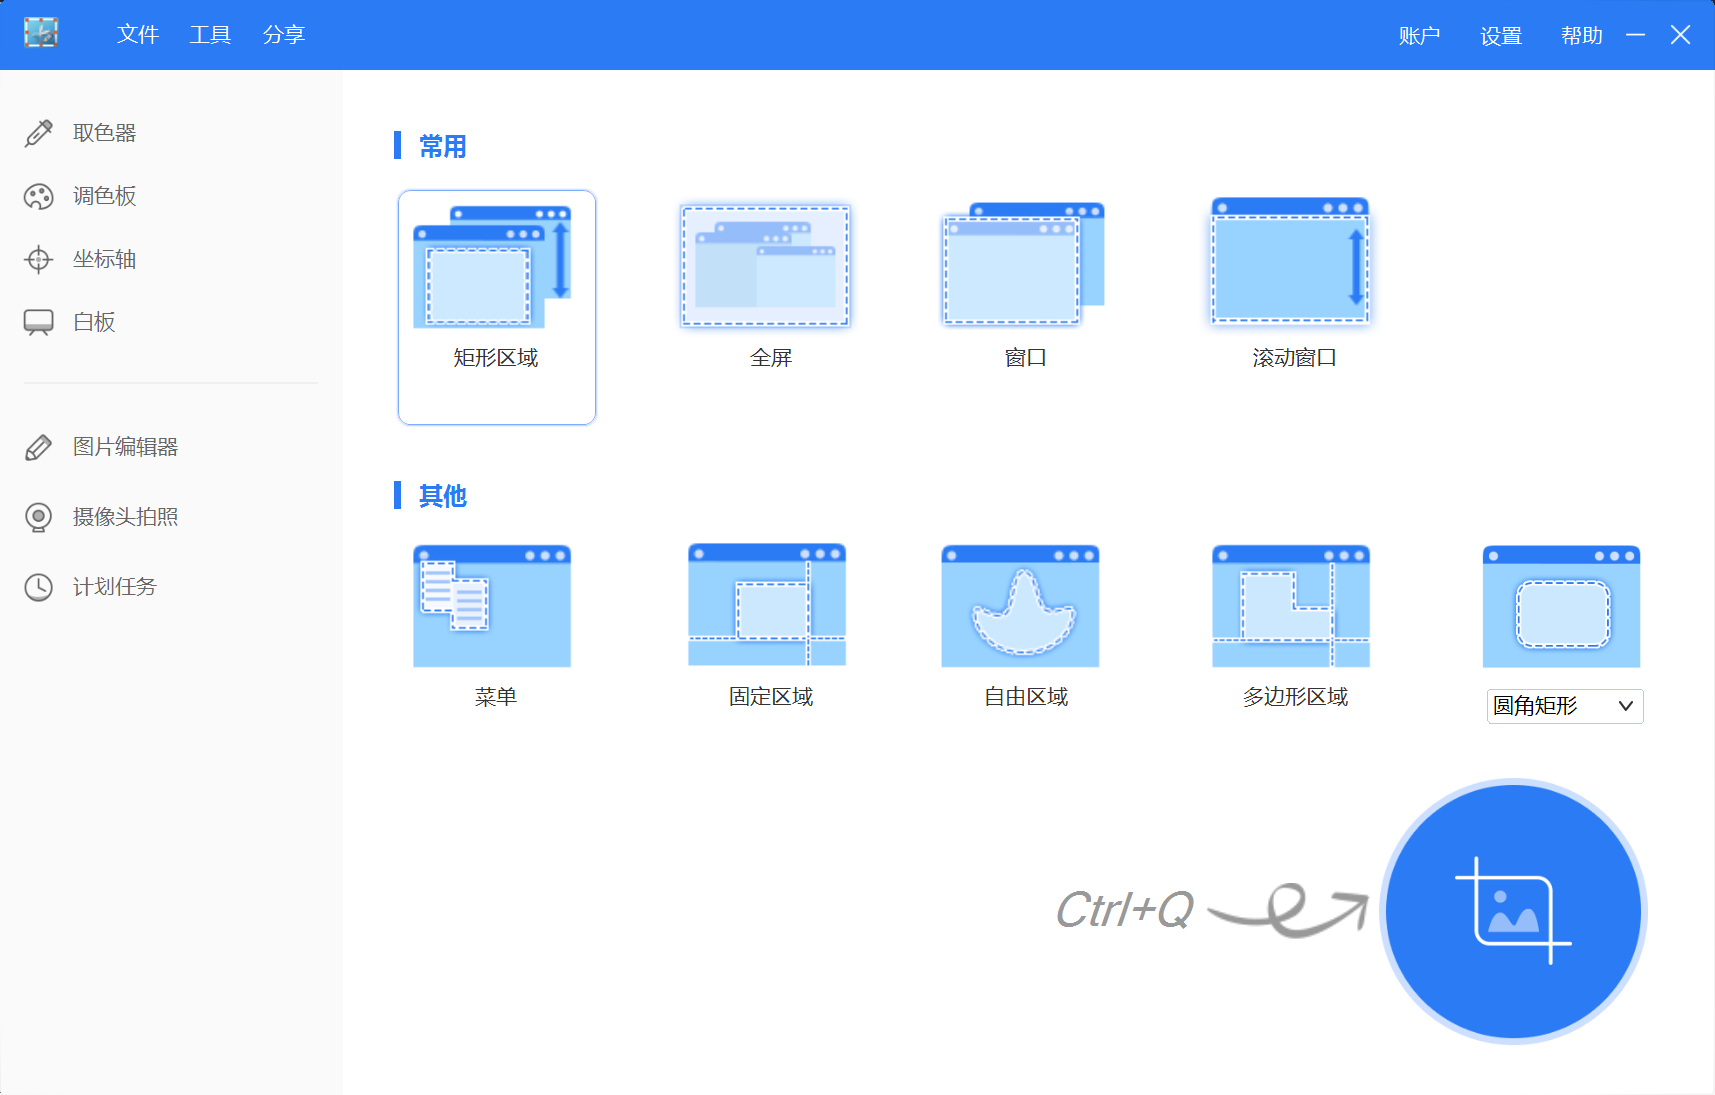 文件 工具 分享 账户 设置 帮助
取色器
调色板
坐标轴
白板
图片编辑器
摄像头拍照
计划任务
常用
矩形区域 全屏 窗口 滚动窗口
其他
菜单 固定区域 自由区域 多边形区域 圆角矩形
Ctrl+Q